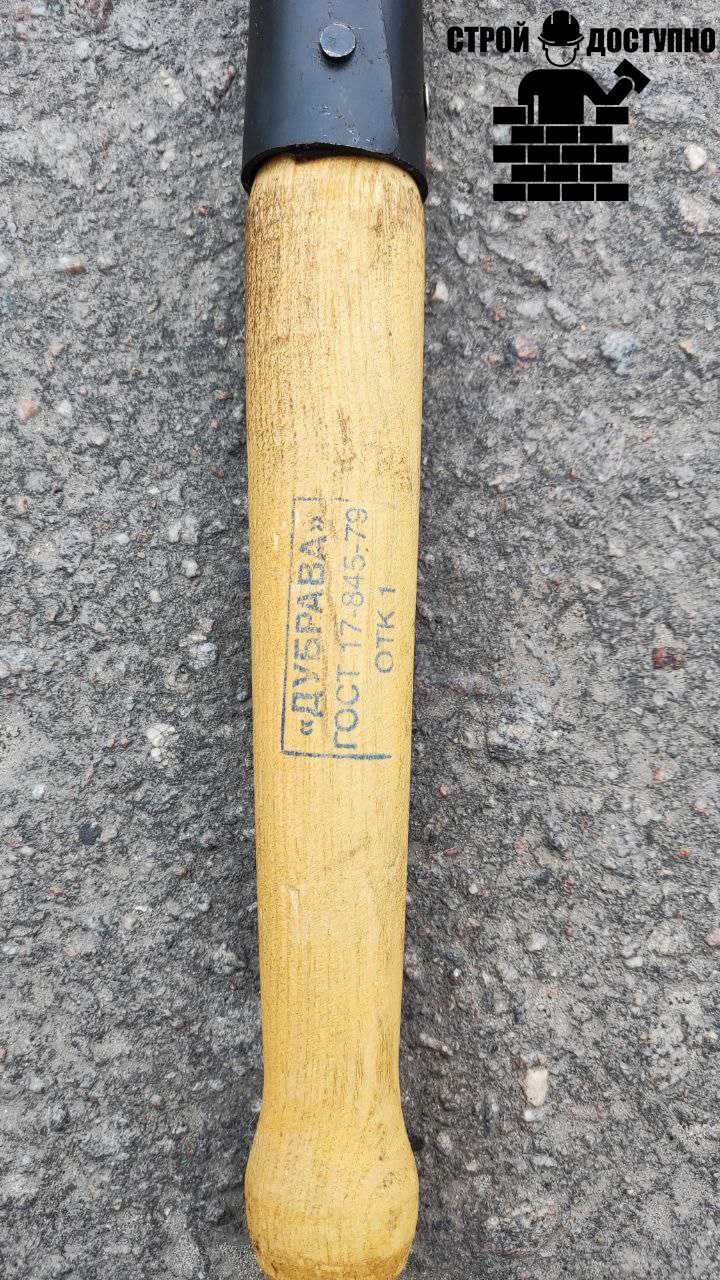 СТРОЙ ДОСТУПНО
«ДУБРАВА»
ГОСТ 17-845-79
ОТК 1